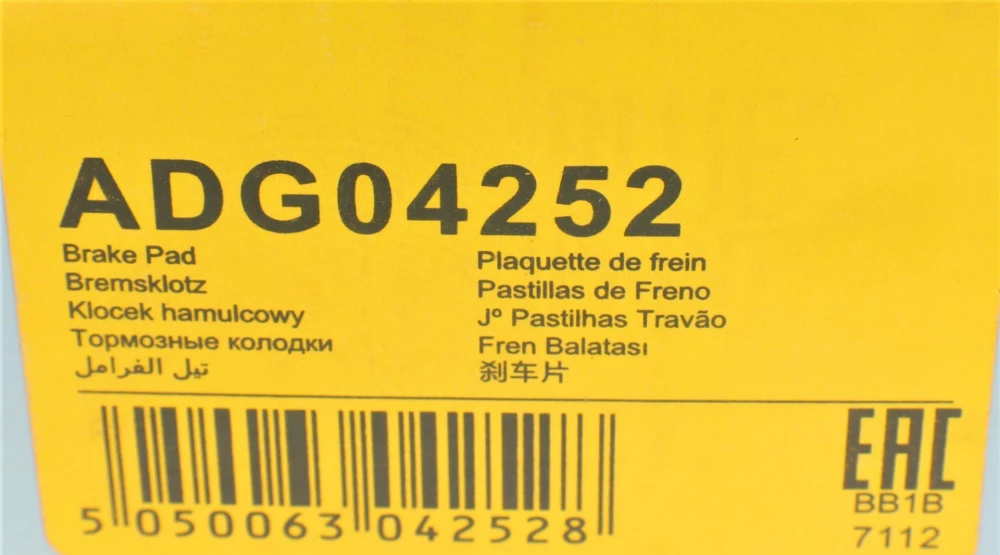 ADG04252
Brake Pad
Bremsklotz
Klocek hamulcowy
Тормозные колодки
تيل الفرامل
Plaquette de frein
Pastillas de Freno
Jº Pastilhas Travão
Fren Balatası
刹车片
5 050063 042528
EAC
BB1B
7112